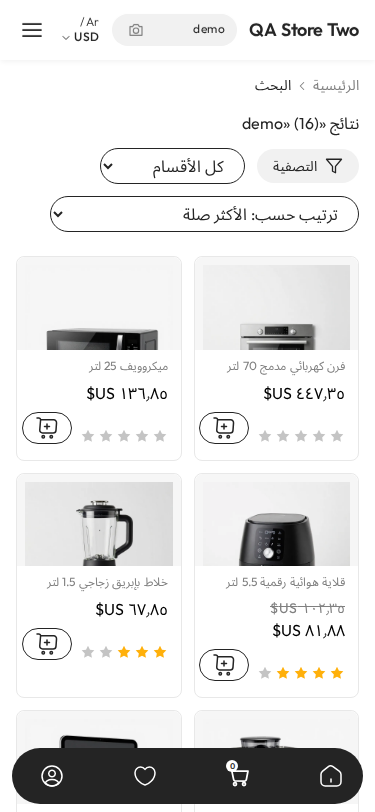 QA Store Two
demo
Ar /
USD
الرئيسية > البحث
نتائج «demo» (16)
التصفية
كل الأقسام
ترتيب حسب: الأكثر صلة
فرن كهربائي مدمج 70 لتر
٤٤٧٫٣٥ US$
ميكروويف 25 لتر
١٣٦٫٨٥ US$
قلاية هوائية رقمية 5.5 لتر
١٠٢٫٣٥ US$
٨١٫٨٨ US$
خلاط بإبريق زجاجي 1.5 لتر
٦٧٫٨٥ US$
0